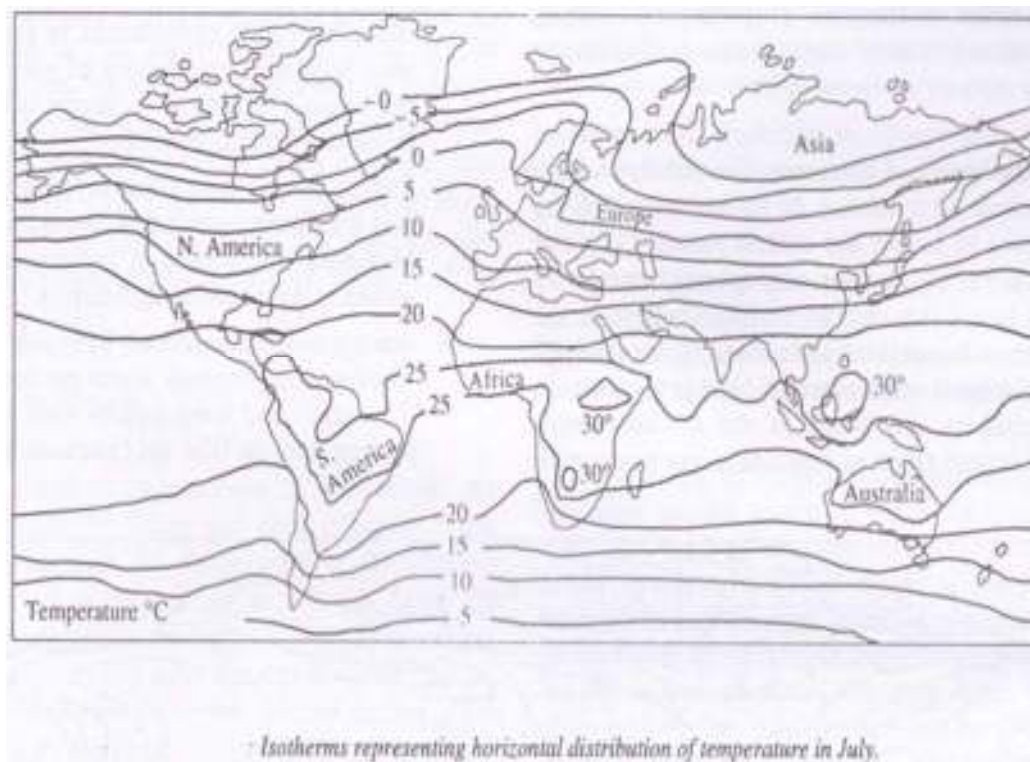 -0
-5
0
Asia
5
Europe
N. America
10
15
20
25
Africa
30°
25
30°
S.
America
30°
Australia
20
15
10
Temperature °C
5
Isotherms representing horizontal distribution of temperature in July.